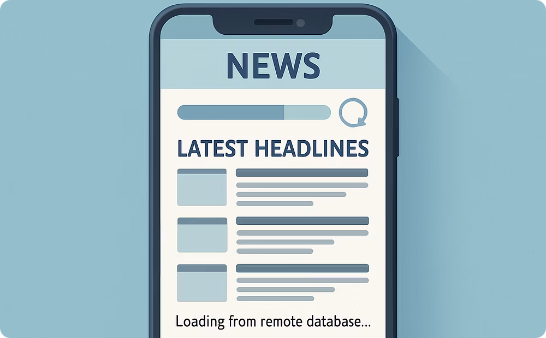 NEWS
LATEST HEADLINES
Loading from remote database...